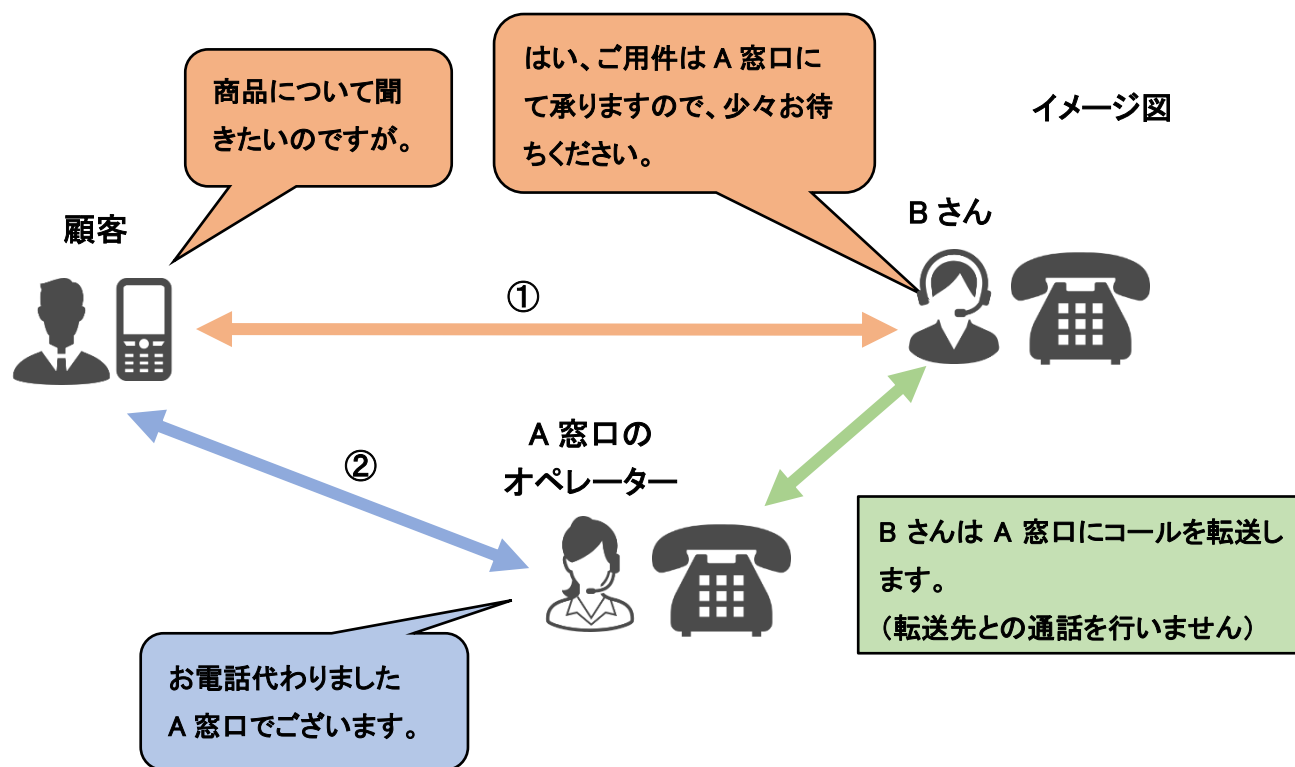 商品について聞
きたいのですが。
はい、ご用件は A 窓口に
て承りますので、少々お待
ちください。
イメージ図
顧客
B さん
①
②
A 窓口の
オペレーター
B さんは A 窓口にコールを転送し
ます。
（転送先との通話を行いません）
お電話代わりました
A 窓口でございます。